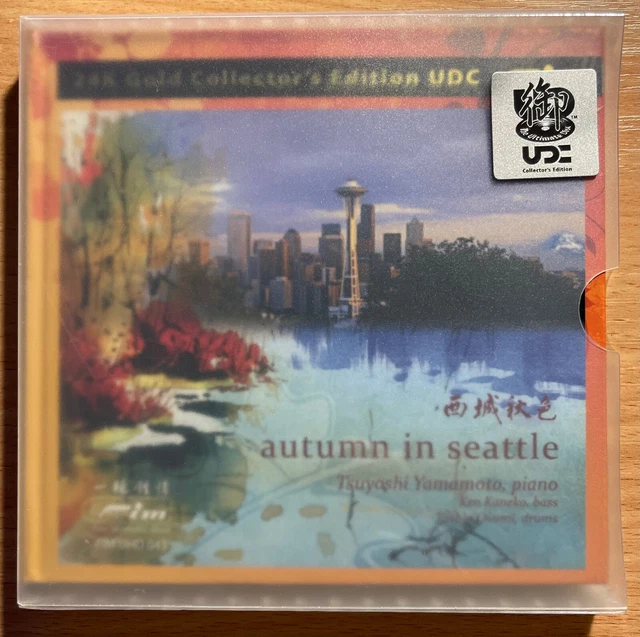 24K Gold Collector's Edition UDC
御
UDC
Collector's Edition
西城秋色
autumn in seattle
Tsuyoshi Yamamoto, piano
Ken Kaneko, bass
drums
Fim